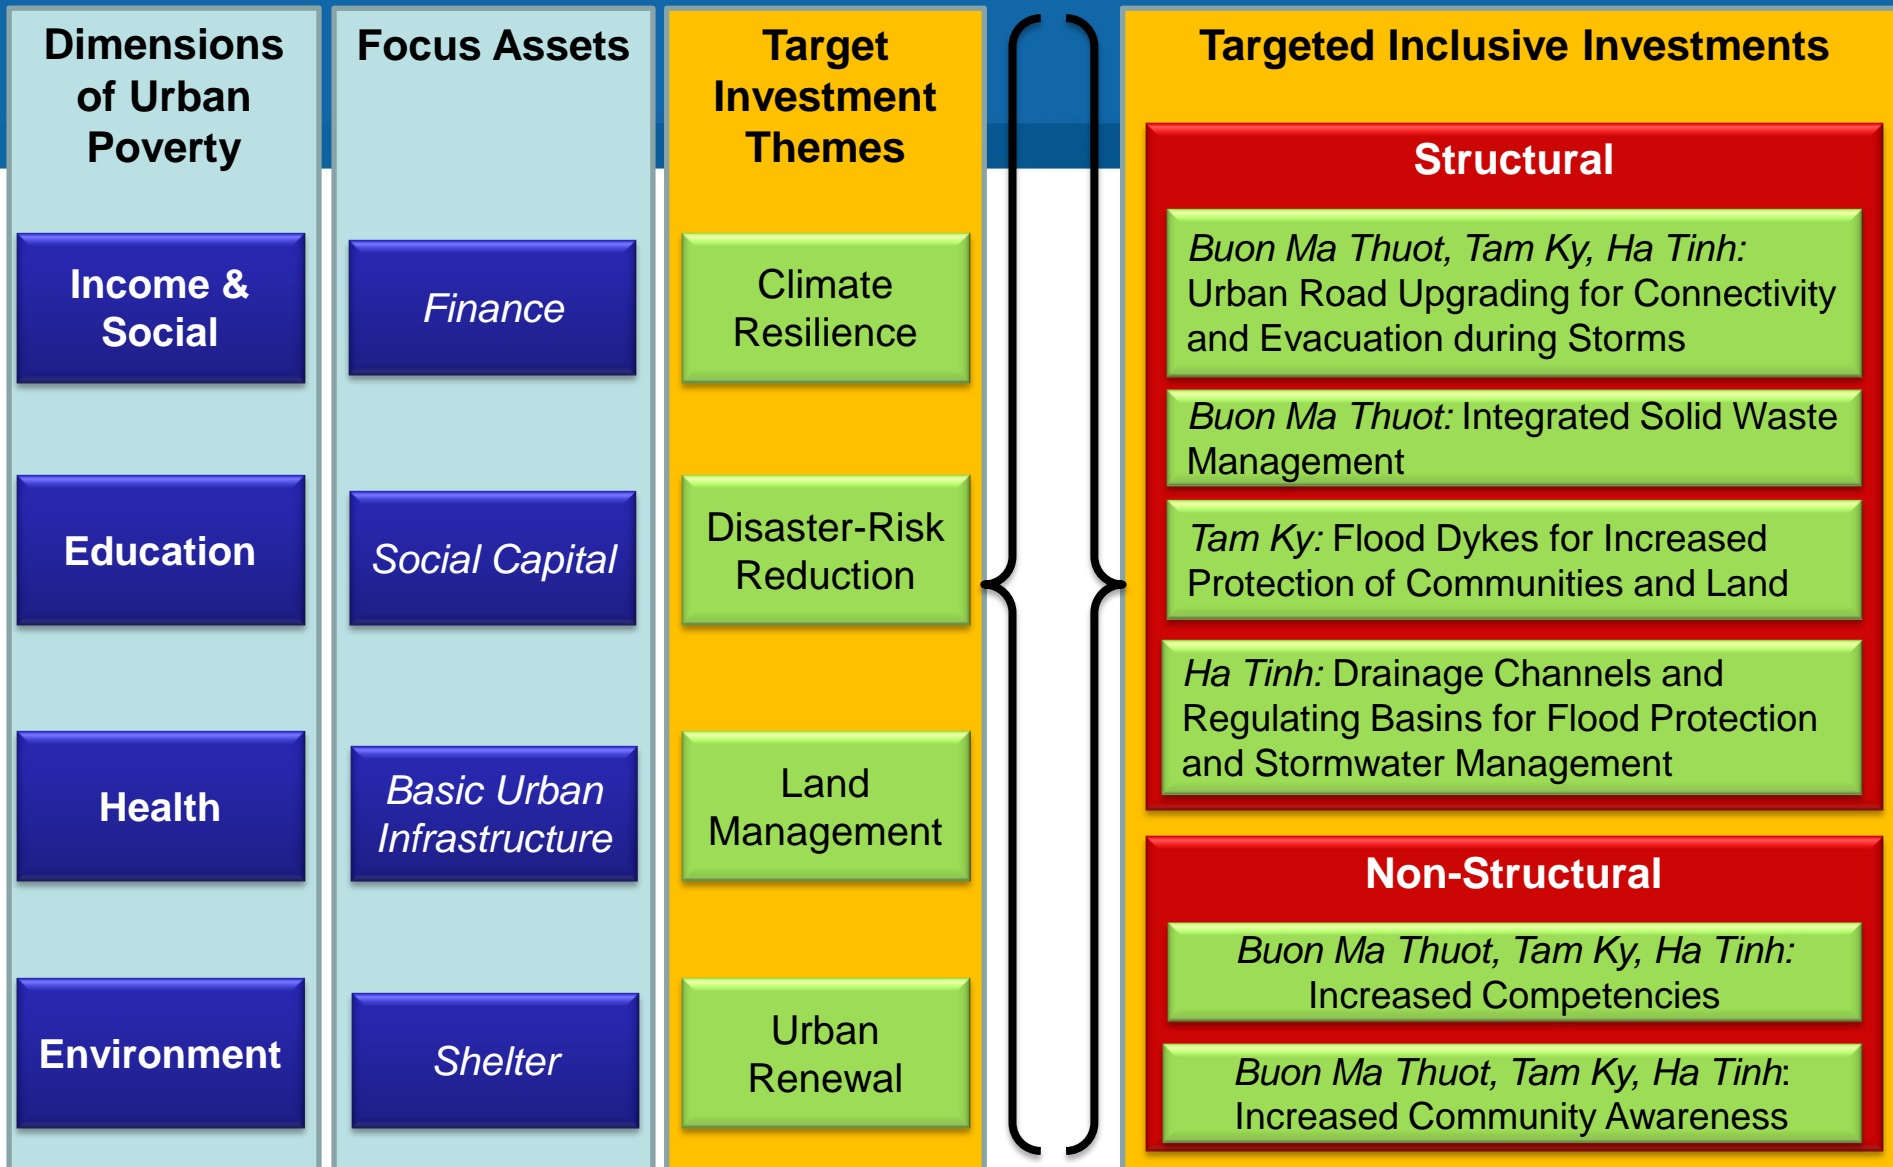 Dimensions
of Urban
Poverty
Income &
Social
Education
Health
Environment
Focus Assets
Finance
Social Capital
Basic Urban
Infrastructure
Shelter
Target
Investment
Themes
Climate
Resilience
Disaster-Risk
Reduction
Land
Management
Urban
Renewal
Targeted Inclusive Investments
Structural
Buon Ma Thuot, Tam Ky, Ha Tinh:
Urban Road Upgrading for Connectivity
and Evacuation during Storms
Buon Ma Thuot: Integrated Solid Waste
Management
Tam Ky: Flood Dykes for Increased
Protection of Communities and Land
Ha Tinh: Drainage Channels and
Regulating Basins for Flood Protection
and Stormwater Management
Non-Structural
Buon Ma Thuot, Tam Ky, Ha Tinh:
Increased Competencies
Buon Ma Thuot, Tam Ky, Ha Tinh:
Increased Community Awareness